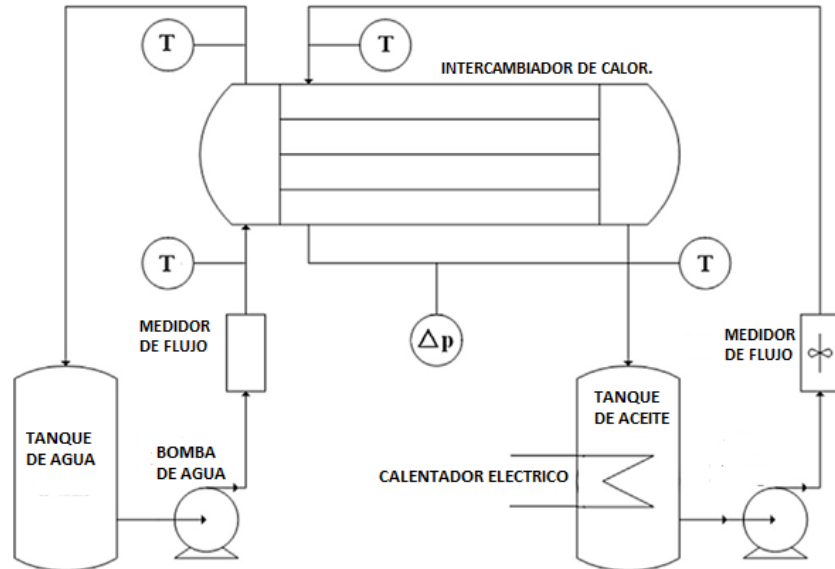 T
T
INTERCAMBIADOR DE CALOR.
T
T
MEDIDOR
DE FLUJO
Δp
MEDIDOR
DE FLUJO
TANQUE
DE AGUA
BOMBA
DE AGUA
TANQUE
DE ACEITE
CALENTADOR ELECTRICO